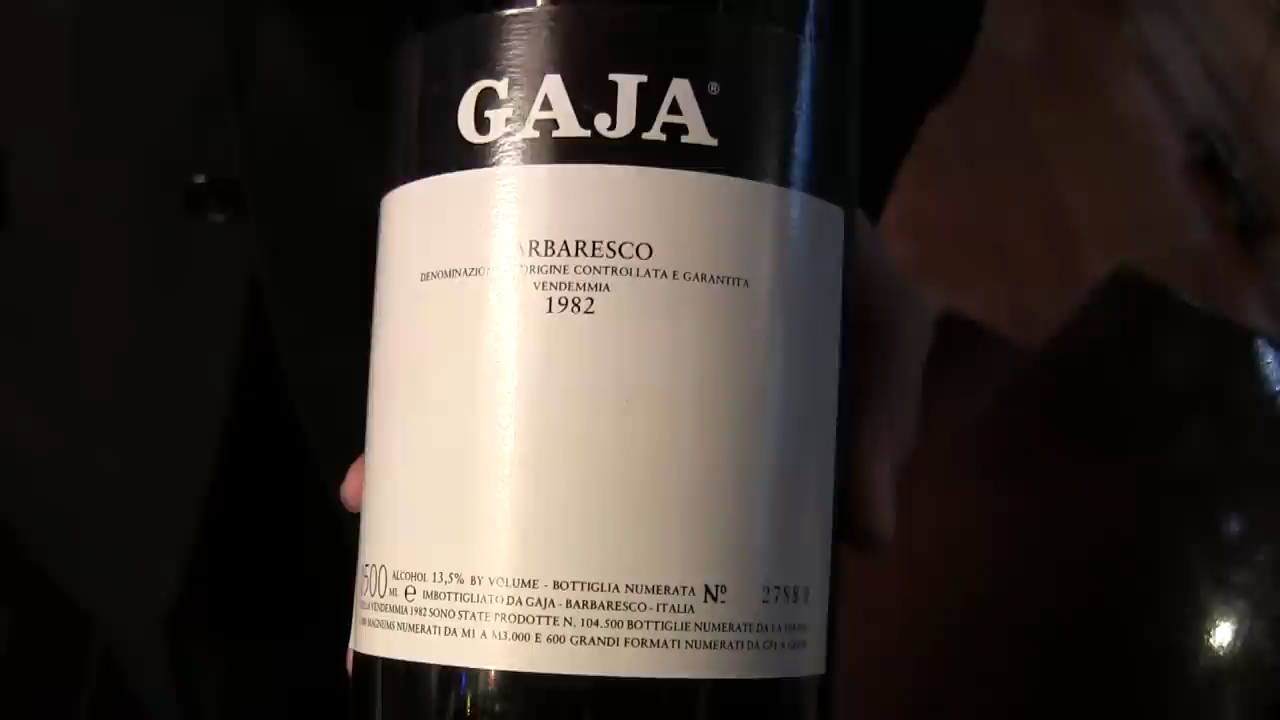 GAJA®
ARBARESCO
DENOMINAZIONE ORIGINE CONTROLLATA E GARANTITA
VENDEMMIA
1982
ALCOHOL 13,5% BY VOLUME - BOTTIGLIA NUMERATA Nº
ML e IMBOTTIGLIATO DA GAJA - BARBARESCO - ITALIA
VENDEMMIA 1982 SONO STATE PRODOTTE N. 104.500 BOTTIGLIE NUMERATE DA 1 A
MAGNUMS NUMERATI DA M1 A M3.000 E 600 GRANDI FORMATI NUMERATI DA